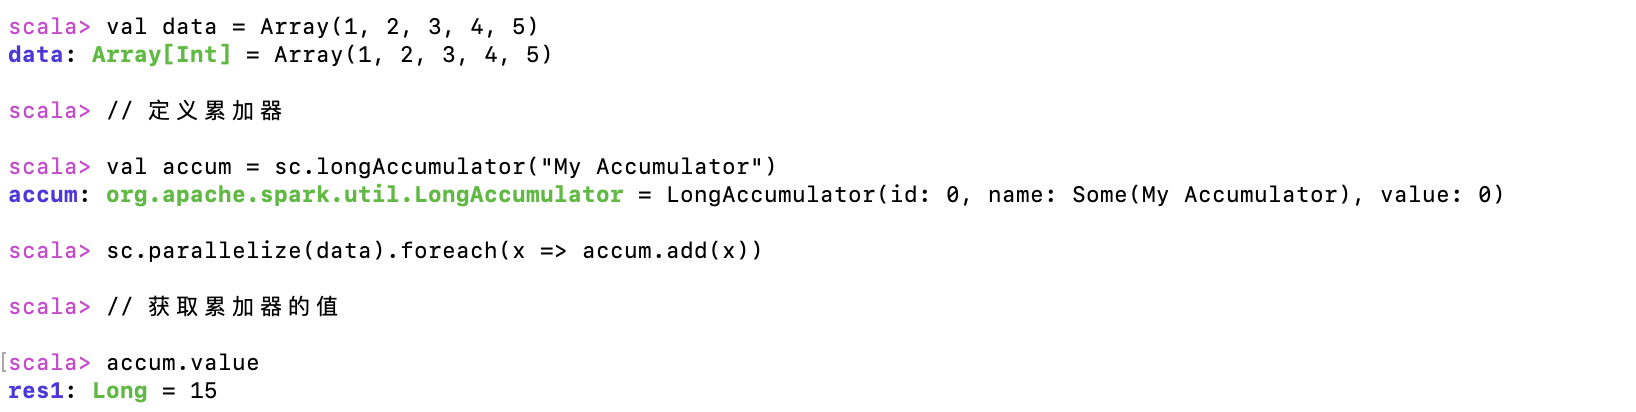 scala> val data = Array(1, 2, 3, 4, 5)
data: Array[Int] = Array(1, 2, 3, 4, 5)
scala> // 定义累加器
scala> val accum = sc.longAccumulator("My Accumulator")
accum: org.apache.spark.util.LongAccumulator = LongAccumulator(id: 0, name: Some(My Accumulator), value: 0)
scala> sc.parallelize(data).foreach(x => accum.add(x))
scala> // 获取累加器的值
[scala> accum.value
res1: Long = 15